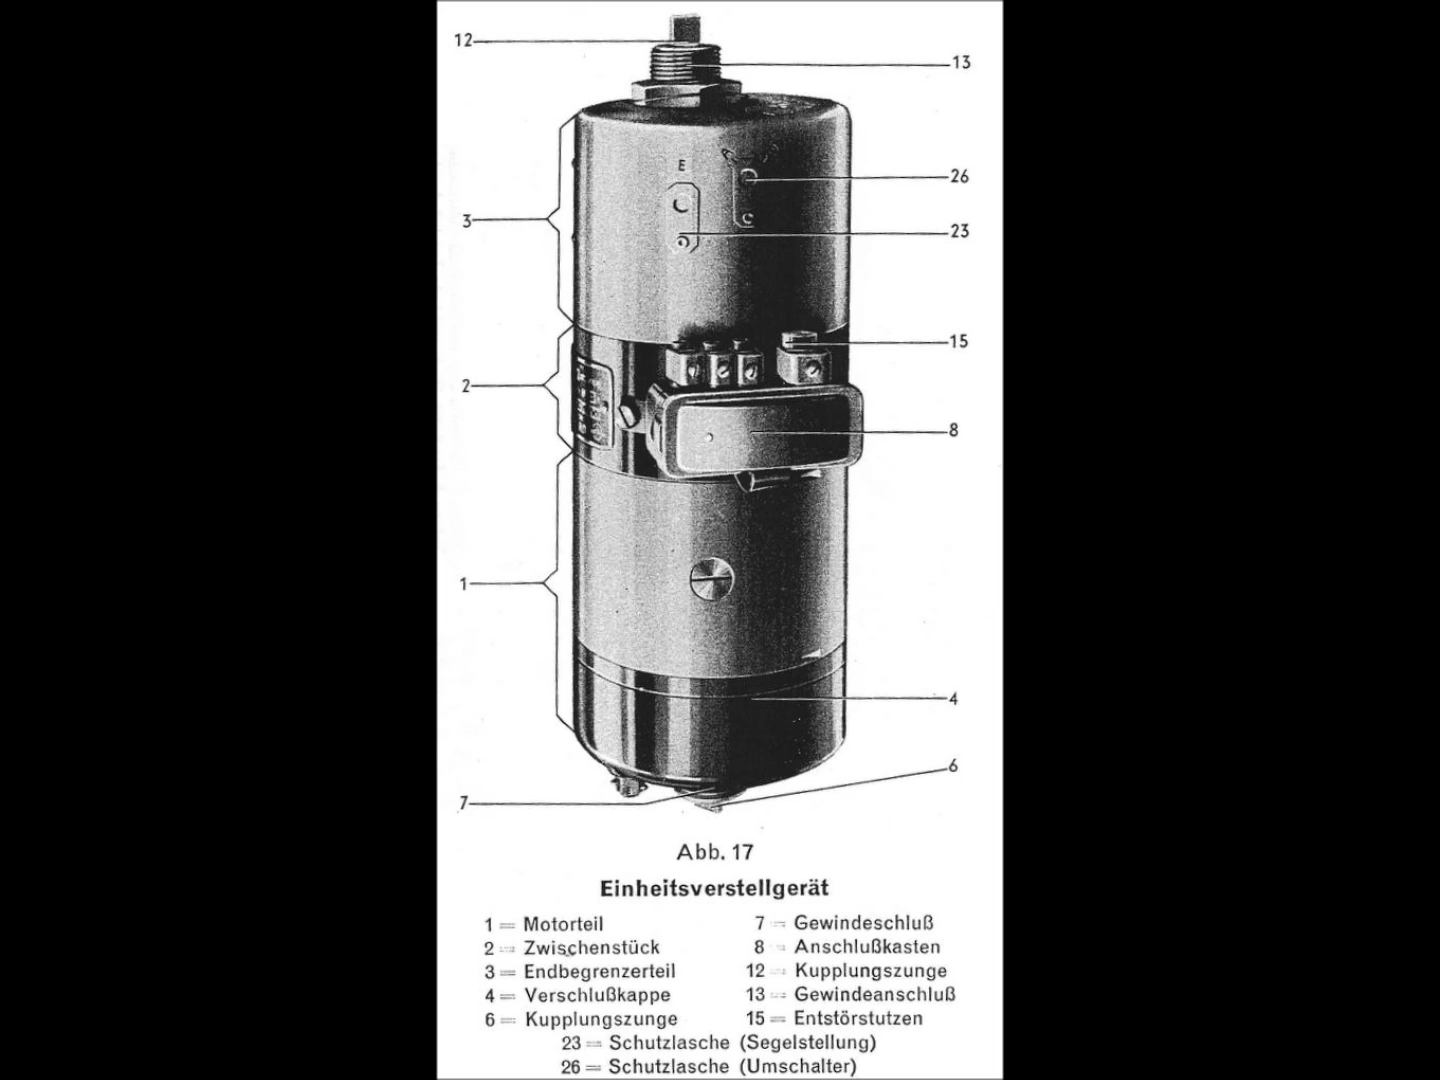 12
13
E
26
3
23
15
2
8
1
4
6
7
Abb. 17
Einheitsverstellgerät
1 = Motorteil
2 = Zwischenstück
3 = Endbegrenzerteil
4 = Verschlußkappe
6 = Kupplungszunge
7 = Gewindeschluß
8 = Anschlußkasten
12 = Kupplungszunge
13 = Gewindeanschluß
15 = Entstörstutzen
23 = Schutzlasche (Segelstellung)
26 = Schutzlasche (Umschalter)